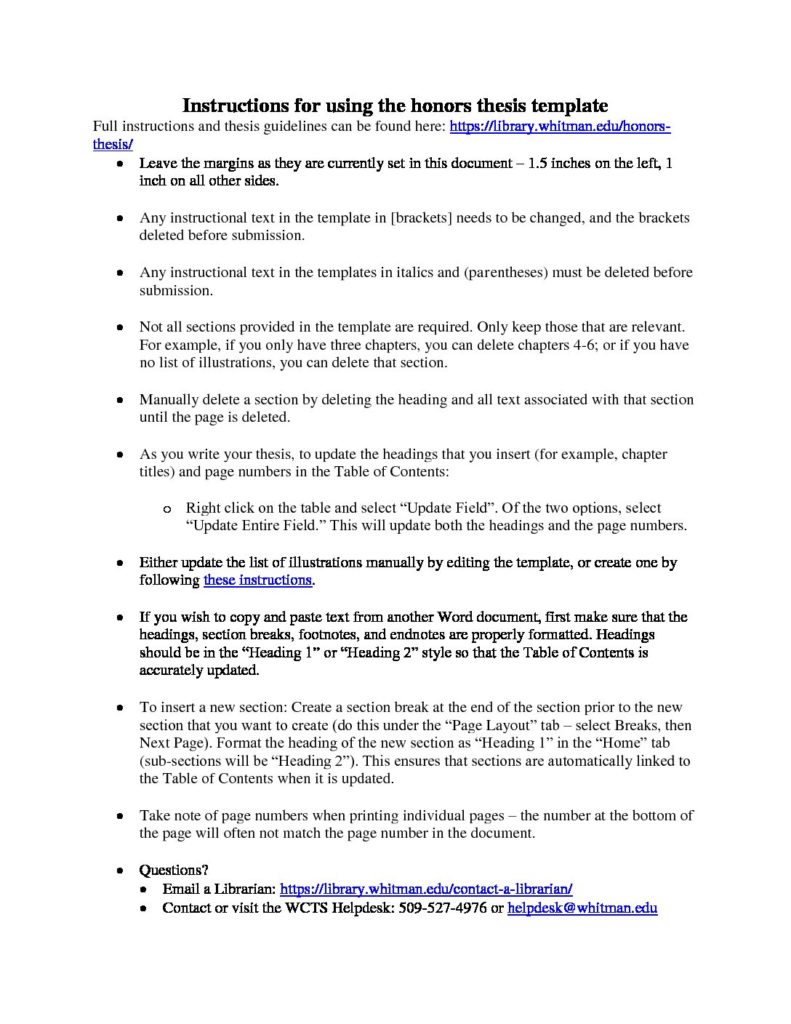 Instructions for using the honors thesis template
Full instructions and thesis guidelines can be found here: https://library.whitman.edu/honors-
thesis/
● Leave the margins as they are currently set in this document – 1.5 inches on the left, 1
inch on all other sides.
● Any instructional text in the template in [brackets] needs to be changed, and the brackets
deleted before submission.
● Any instructional text in the templates in italics and (parentheses) must be deleted before
submission.
● Not all sections provided in the template are required. Only keep those that are relevant.
For example, if you only have three chapters, you can delete chapters 4-6; or if you have
no list of illustrations, you can delete that section.
● Manually delete a section by deleting the heading and all text associated with that section
until the page is deleted.
● As you write your thesis, to update the headings that you insert (for example, chapter
titles) and page numbers in the Table of Contents:
o Right click on the table and select “Update Field”. Of the two options, select
“Update Entire Field.” This will update both the headings and the page numbers.
● Either update the list of illustrations manually by editing the template, or create one by
following these instructions.
● If you wish to copy and paste text from another Word document, first make sure that the
headings, section breaks, footnotes, and endnotes are properly formatted. Headings
should be in the “Heading 1” or “Heading 2” style so that the Table of Contents is
accurately updated.
● To insert a new section: Create a section break at the end of the section prior to the new
section that you want to create (do this under the “Page Layout” tab – select Breaks, then
Next Page). Format the heading of the new section as “Heading 1” in the “Home” tab
(sub-sections will be “Heading 2”). This ensures that sections are automatically linked to
the Table of Contents when it is updated.
● Take note of page numbers when printing individual pages – the number at the bottom of
the page will often not match the page number in the document.
● Questions?
● Email a Librarian: https://library.whitman.edu/contact-a-librarian/
● Contact or visit the WCTS Helpdesk: 509-527-4976 or helpdesk@whitman.edu